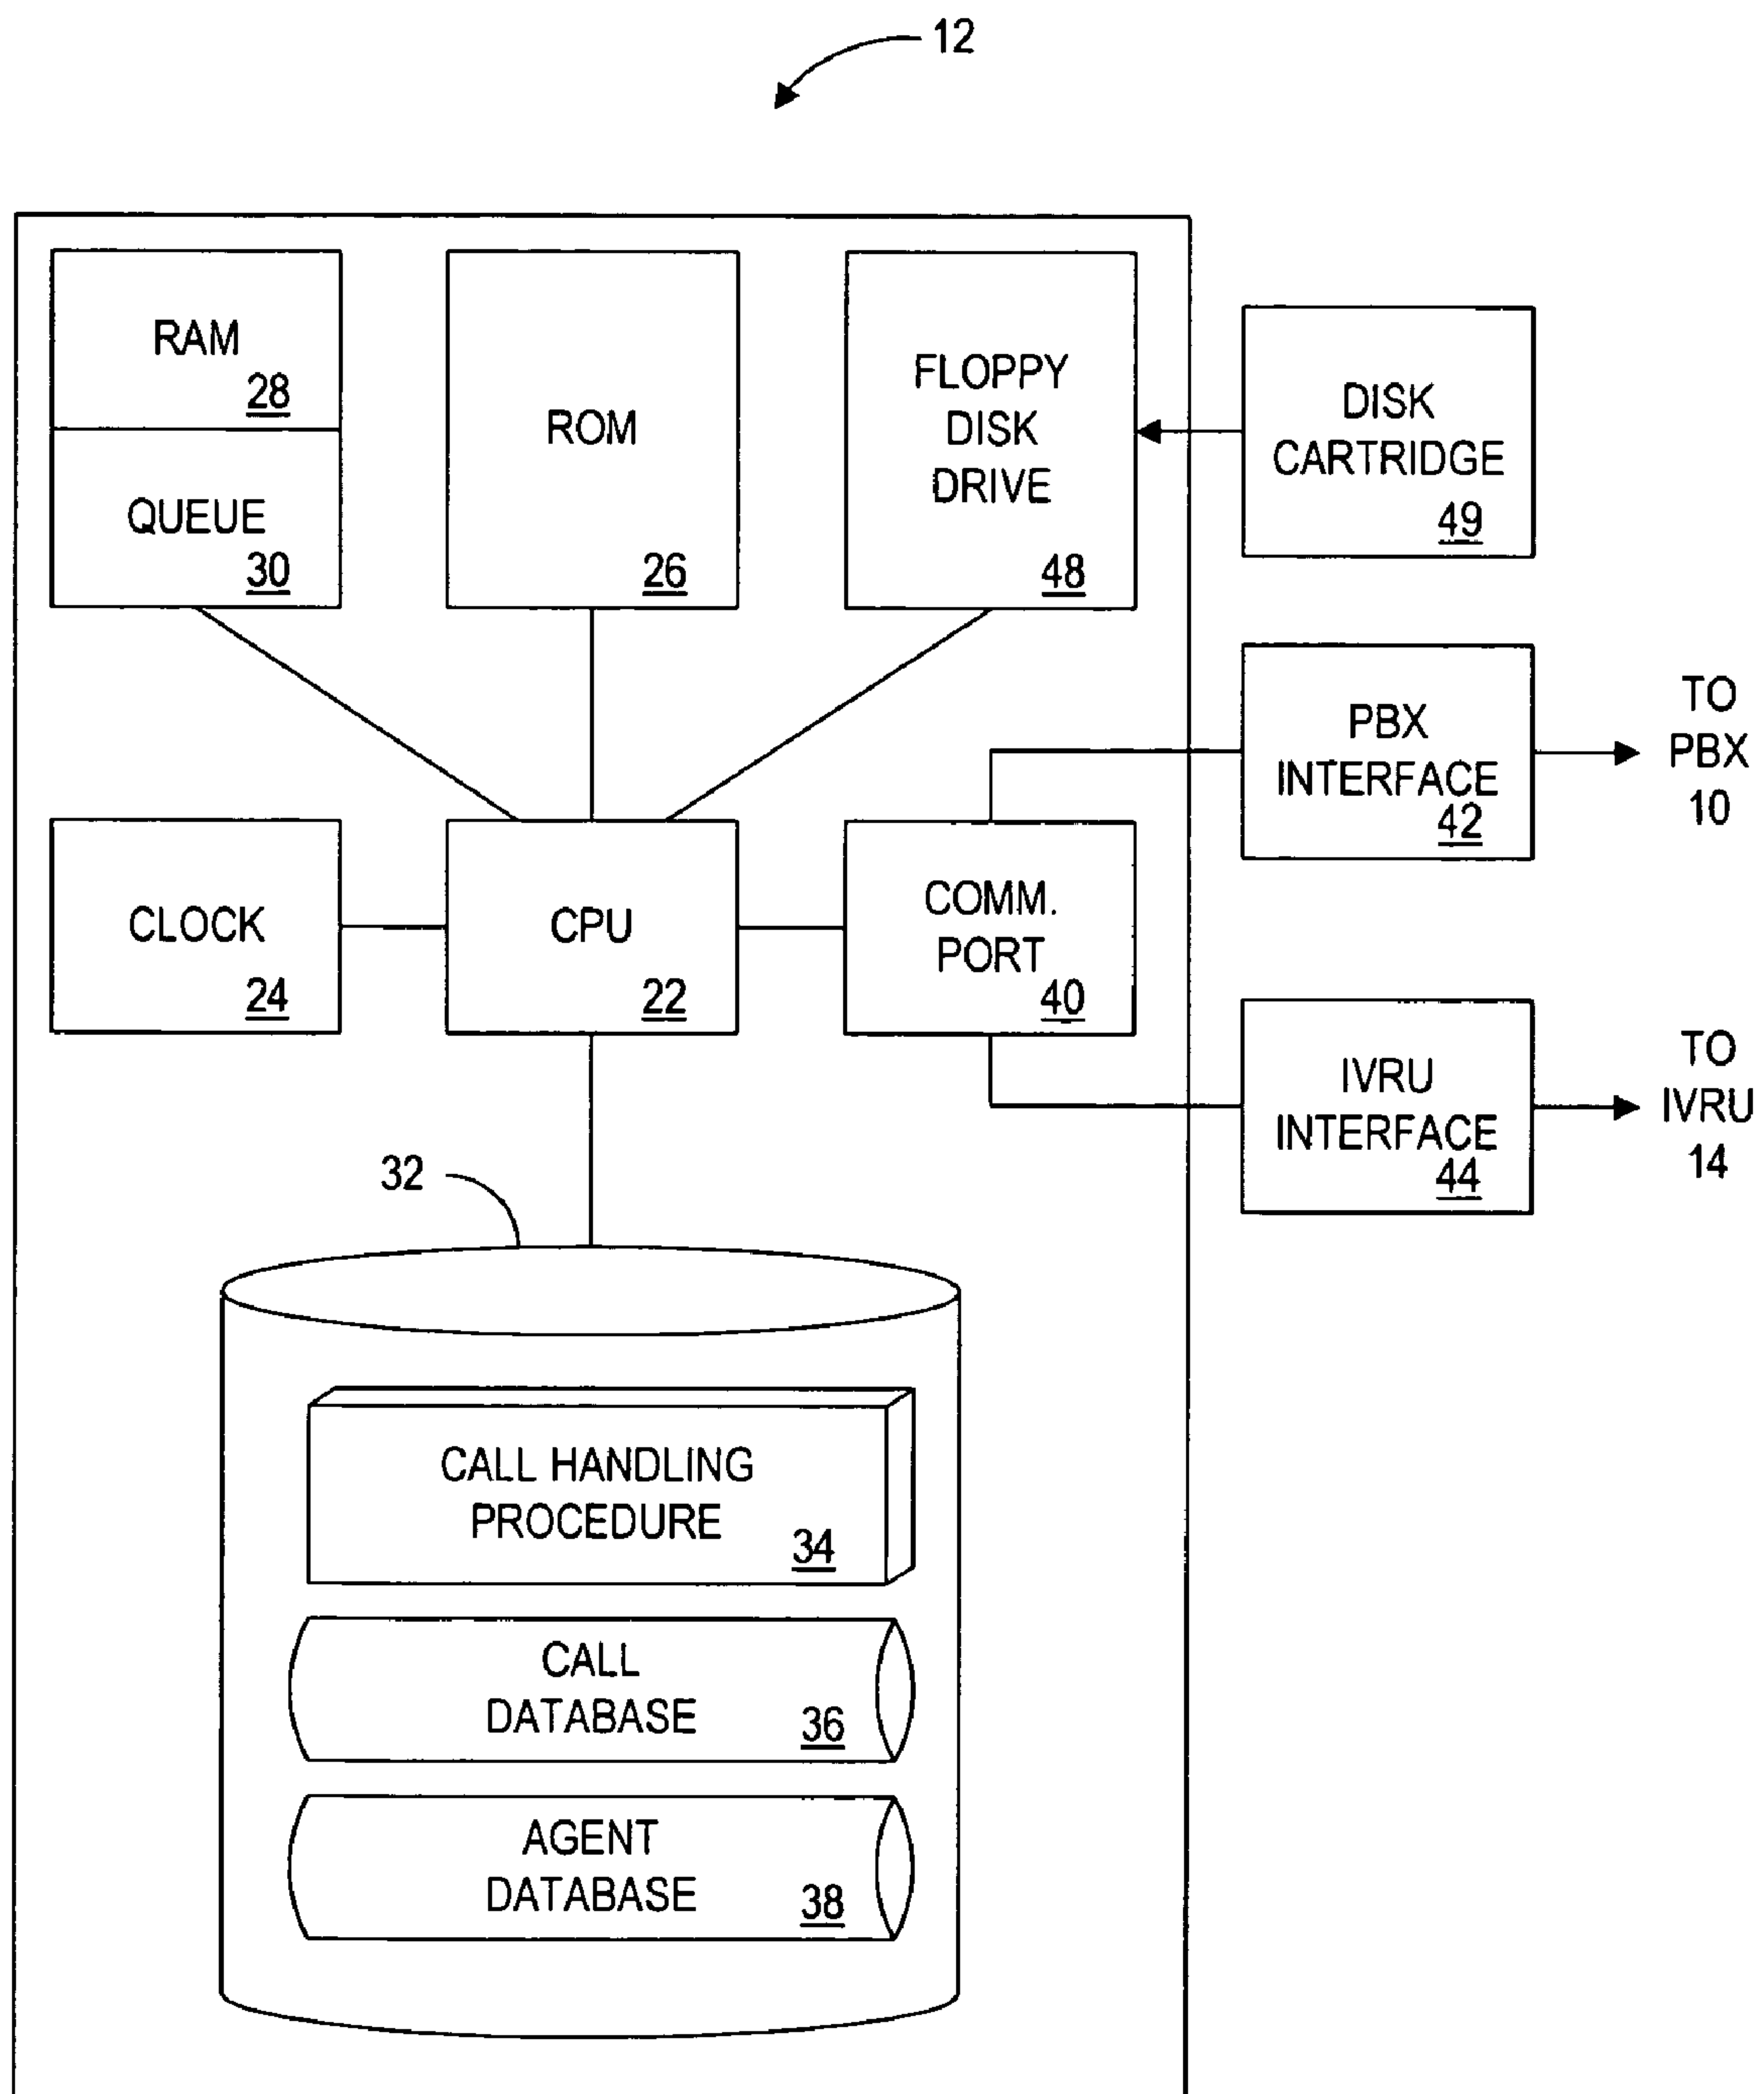 12
RAM
28
QUEUE
30
ROM
26
FLOPPY
DISK
DRIVE
48
DISK
CARTRIDGE
49
PBX
INTERFACE
42
TO
PBX
10
CLOCK
24
CPU
22
COMM.
PORT
40
IVRU
INTERFACE
44
TO
IVRU
14
32
CALL HANDLING
PROCEDURE
34
CALL
DATABASE
36
AGENT
DATABASE
38